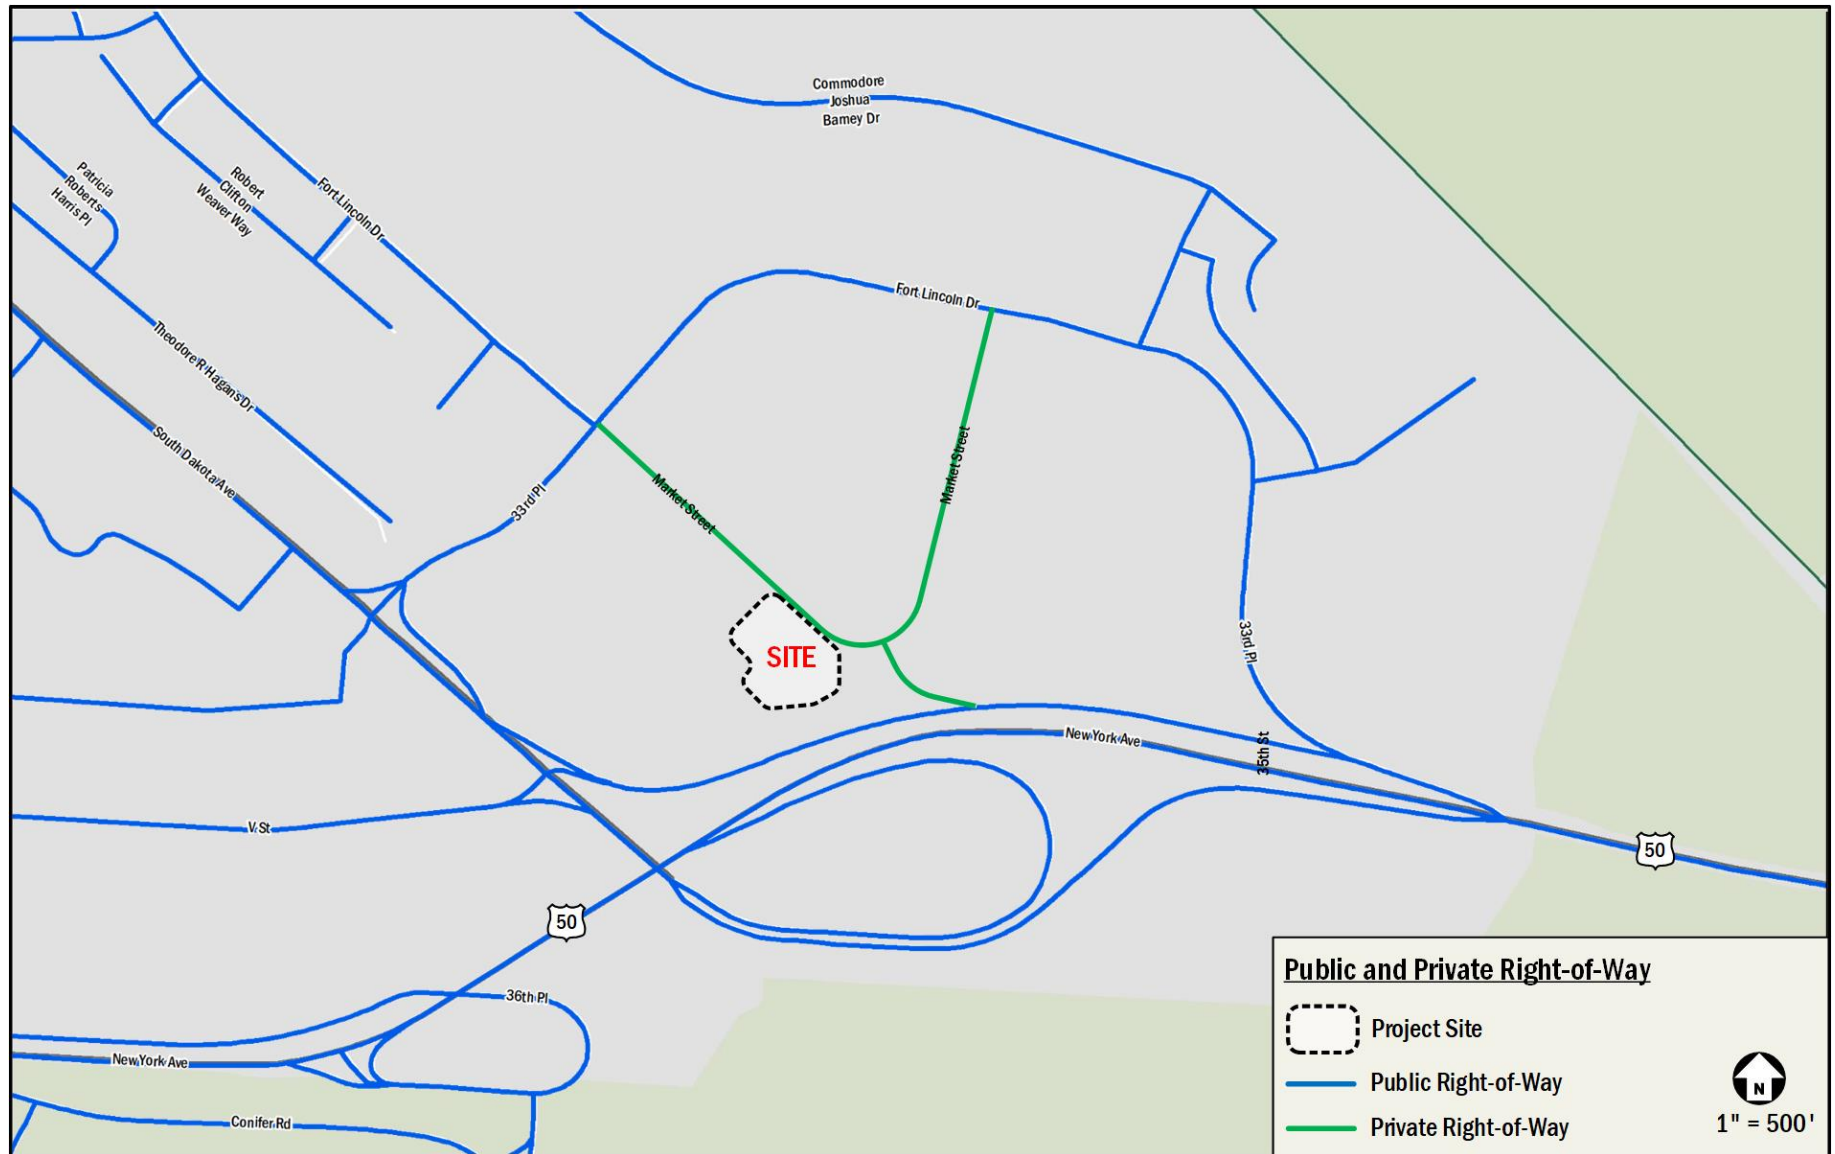 Commodore
Joshua
Barney Dr
Patricia
Roberts
Harris Pl
Robert
Clifton
Weaver Way
Fort Lincoln Dr
Fort Lincoln Dr
Theodore R Hagans Dr
South Dakota Ave
33rd Pl
Market Street
Market Street
SITE
33rd Pl
New York Ave
35th St
V St
50
50
36th Pl
New York Ave
Conifer Rd
Public and Private Right-of-Way
Project Site
Public Right-of-Way
Private Right-of-Way
N
1" = 500'